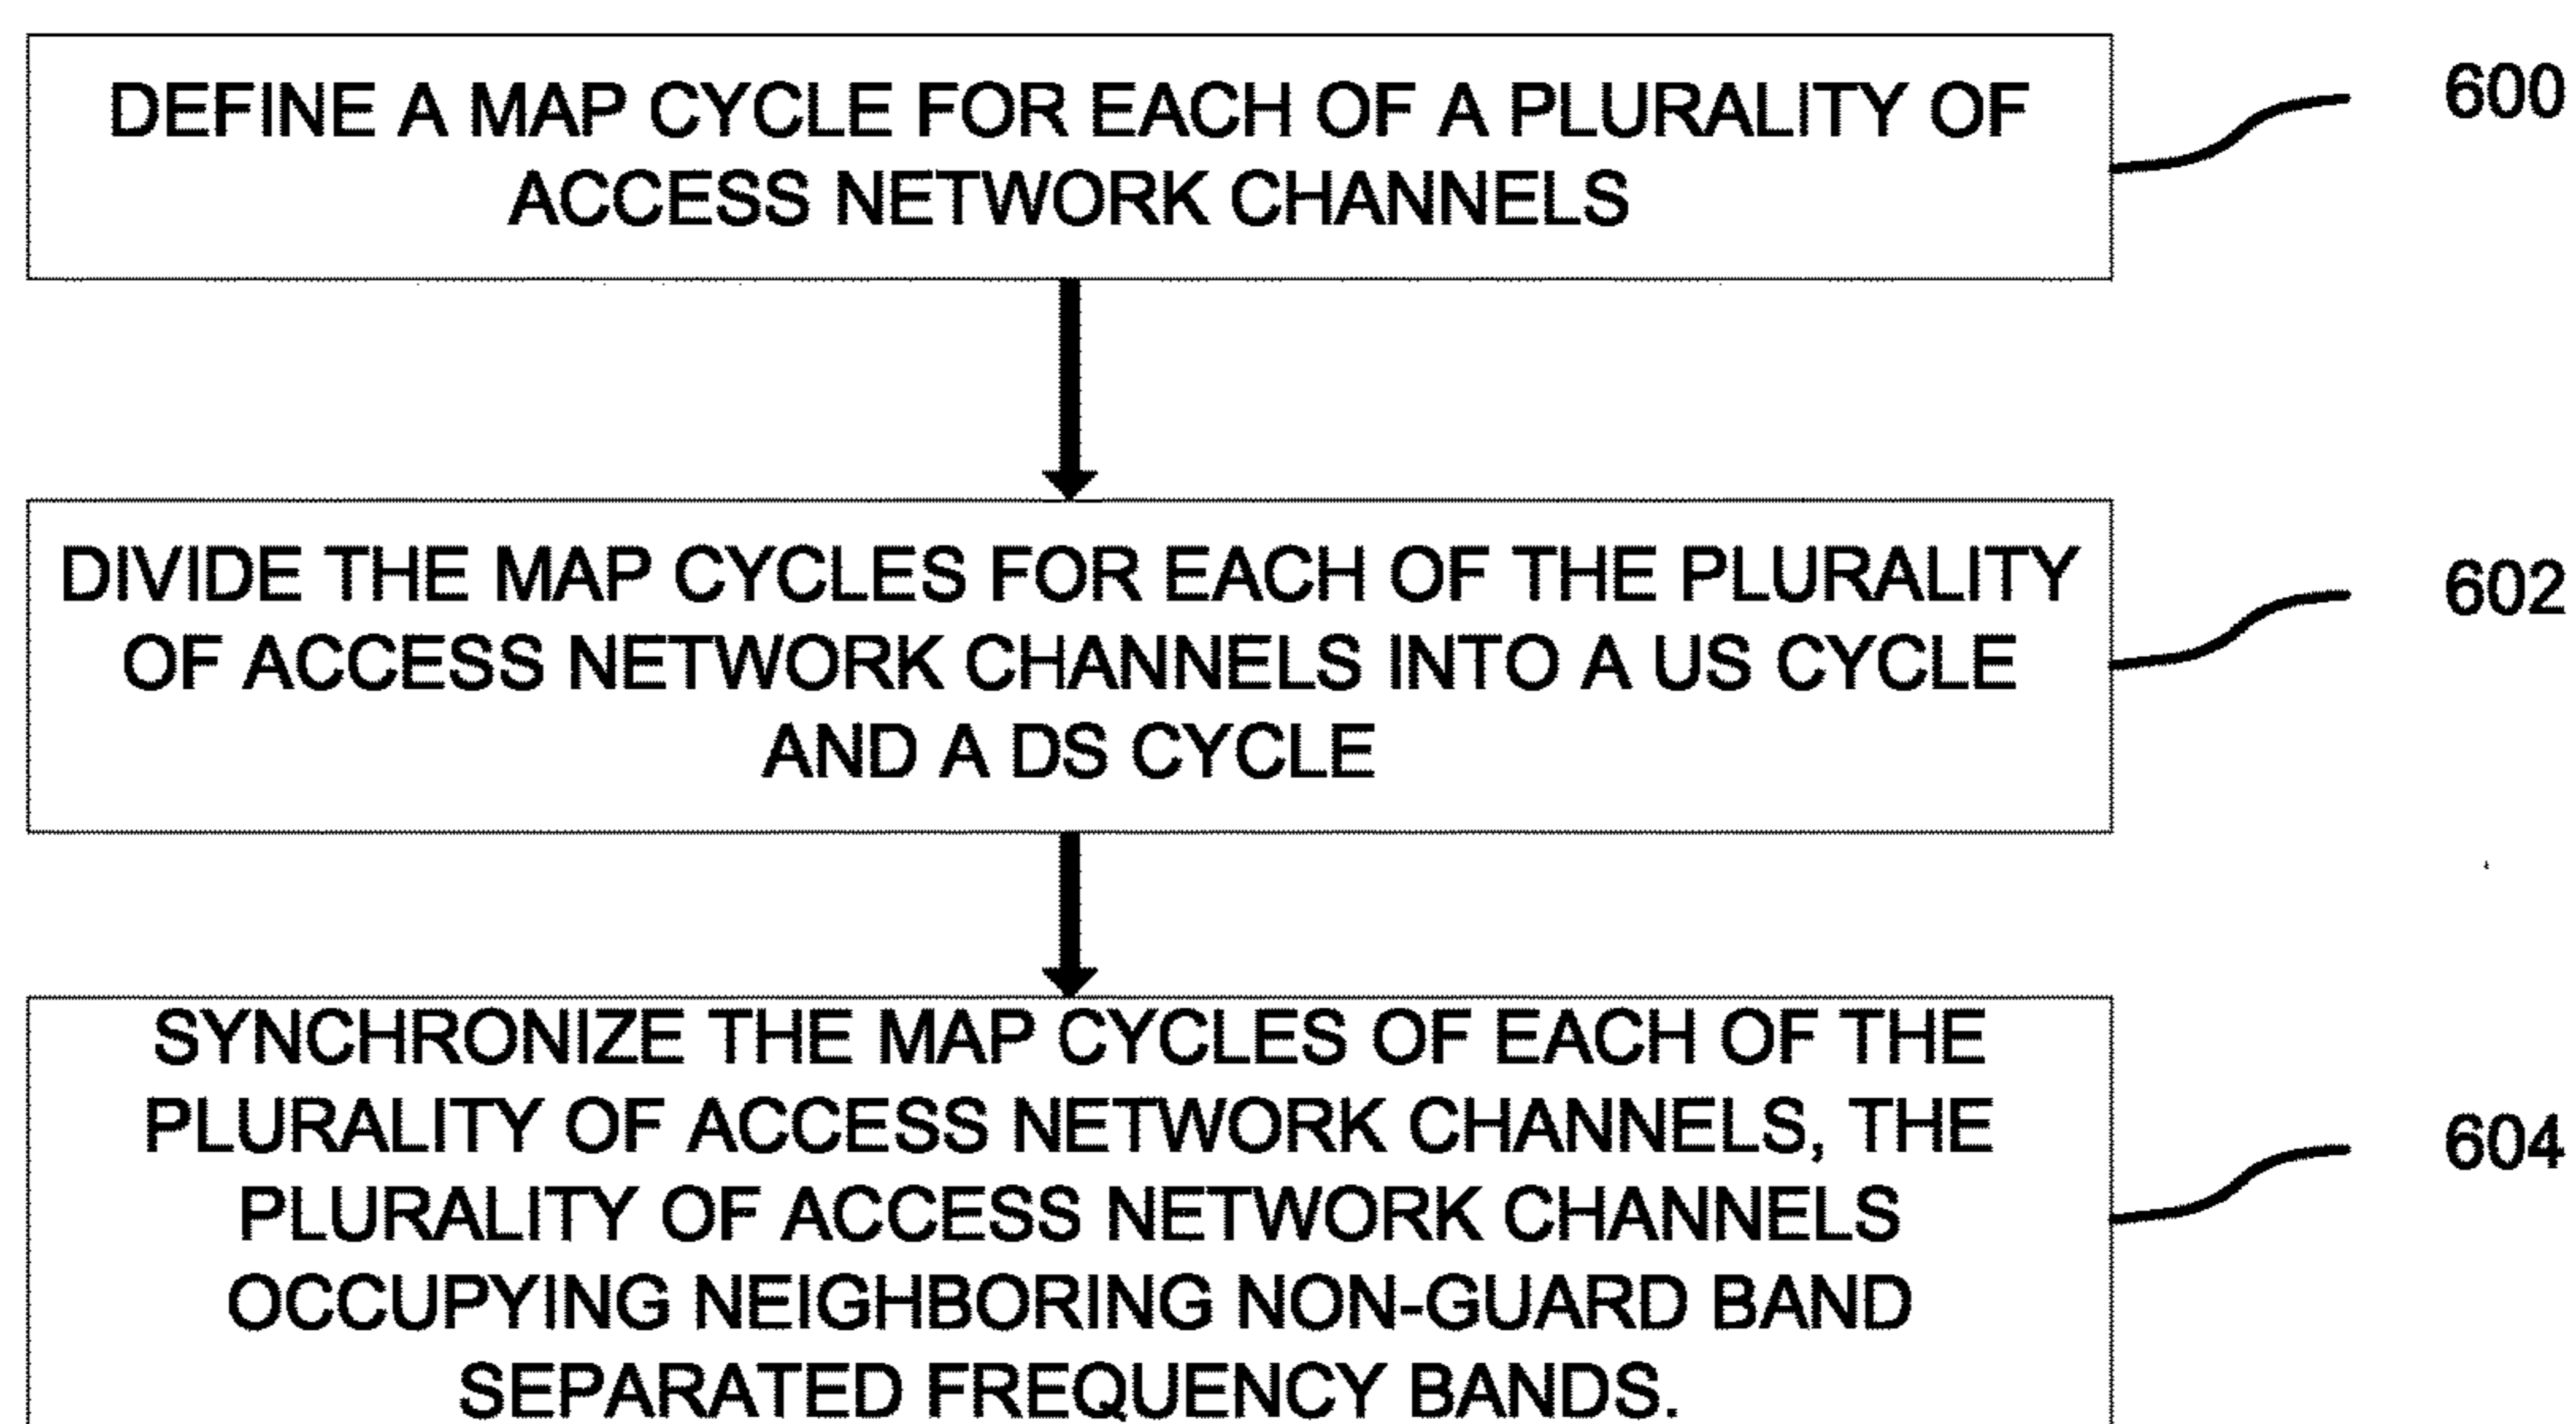 DEFINE A MAP CYCLE FOR EACH OF A PLURALITY OF
ACCESS NETWORK CHANNELS
600
DIVIDE THE MAP CYCLES FOR EACH OF THE PLURALITY
OF ACCESS NETWORK CHANNELS INTO A US CYCLE
AND A DS CYCLE
602
SYNCHRONIZE THE MAP CYCLES OF EACH OF THE
PLURALITY OF ACCESS NETWORK CHANNELS, THE
PLURALITY OF ACCESS NETWORK CHANNELS
OCCUPYING NEIGHBORING NON-GUARD BAND
SEPARATED FREQUENCY BANDS.
604